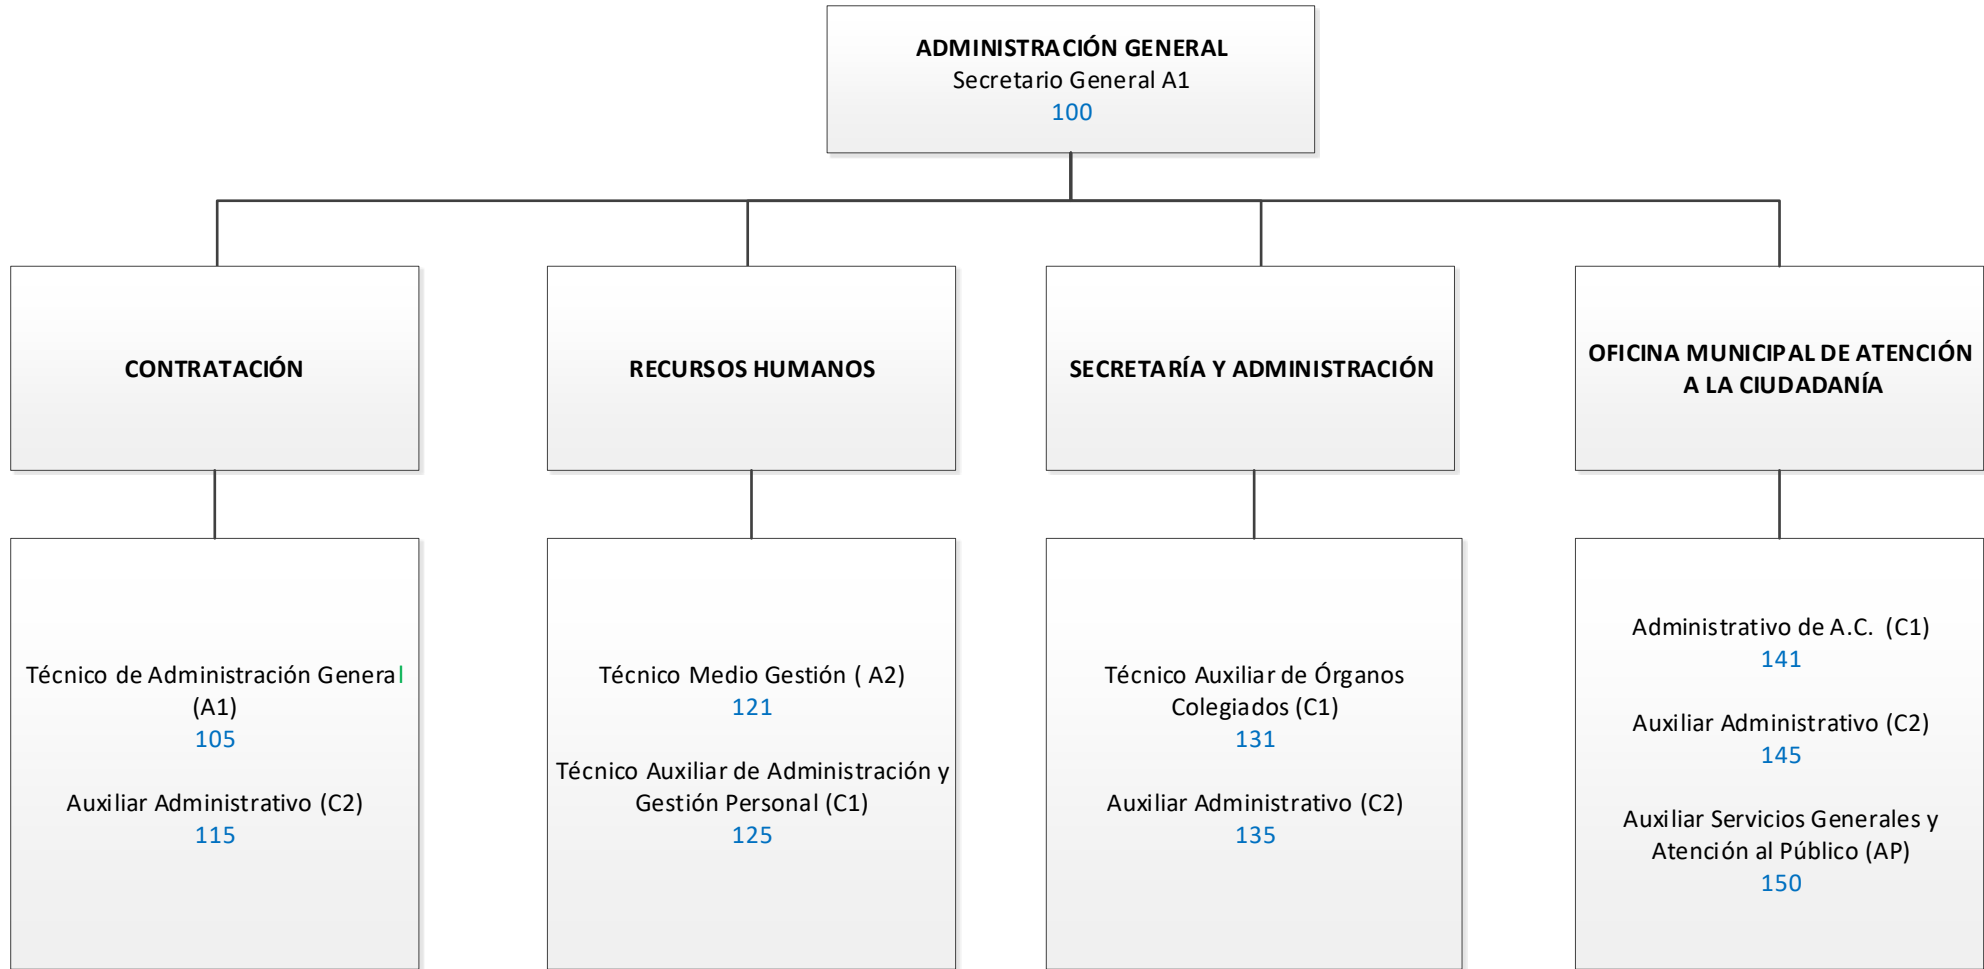 ADMINISTRACIÓN GENERAL
Secretario General A1
100
CONTRATACIÓN
RECURSOS HUMANOS
SECRETARÍA Y ADMINISTRACIÓN
OFICINA MUNICIPAL DE ATENCIÓN
A LA CIUDADANÍA
Técnico de Administración General
(A1)
105
Auxiliar Administrativo (C2)
115
Técnico Medio Gestión ( A2)
121
Técnico Auxiliar de Administración y
Gestión Personal (C1)
125
Técnico Auxiliar de Órganos
Colegiados (C1)
131
Auxiliar Administrativo (C2)
135
Administrativo de A.C. (C1)
141
Auxiliar Administrativo (C2)
145
Auxiliar Servicios Generales y
Atención al Público (AP)
150